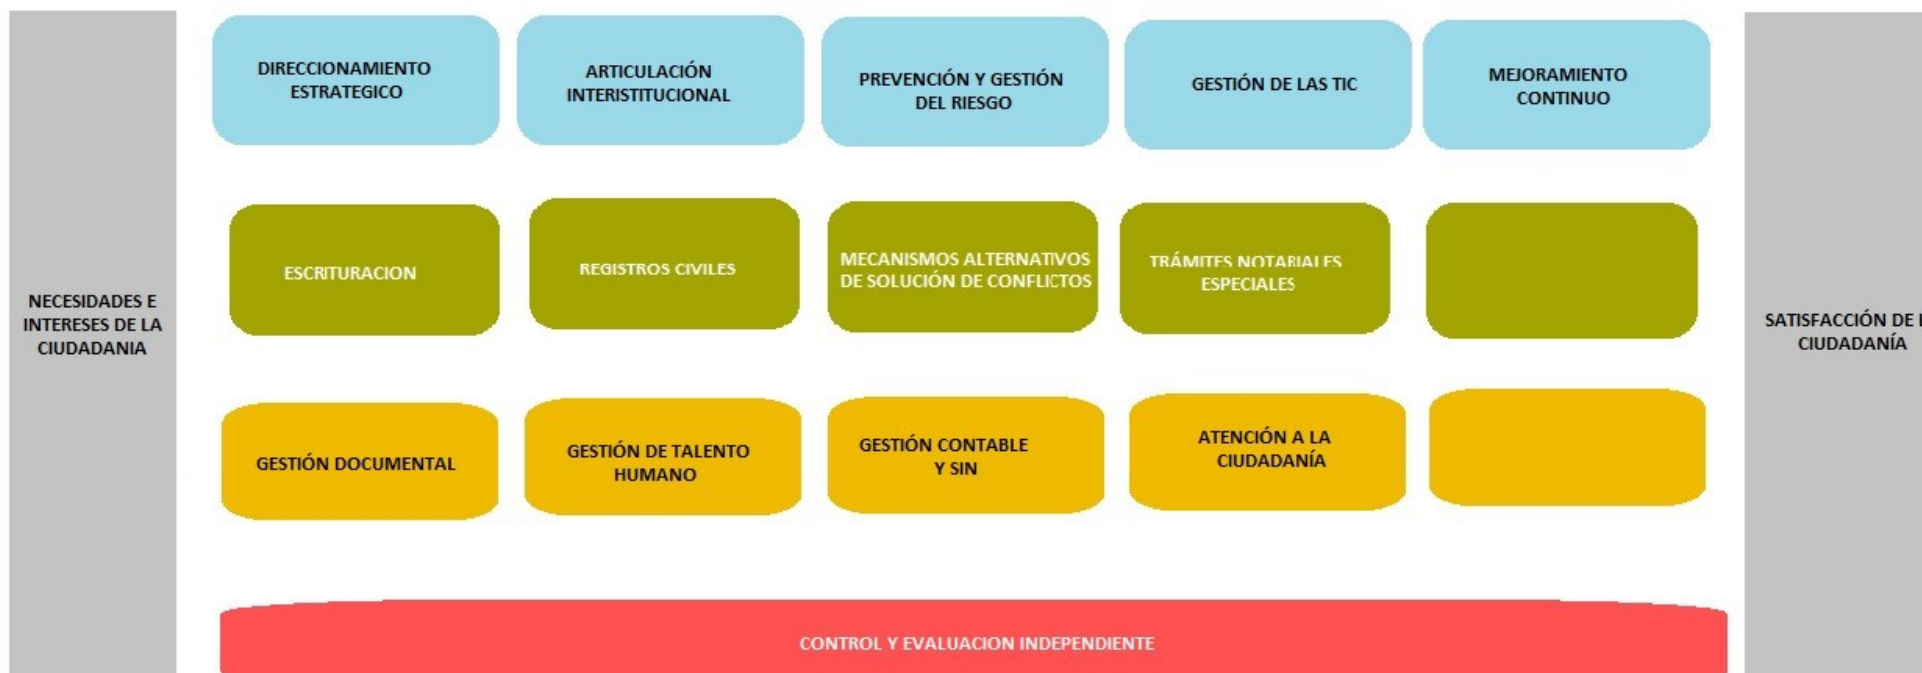 DIRECCIONAMIENTO
ESTRATEGICO
ARTICULACIÓN
INTERISTITUCIONAL
PREVENCIÓN Y GESTIÓN
DEL RIESGO
GESTIÓN DE LAS TIC
MEJORAMIENTO
CONTINUO
NECESIDADES E
INTERESES DE LA
CIUDADANIA
ESCRITURACION
REGISTROS CIVILES
MECANISMOS ALTERNATIVOS
DE SOLUCIÓN DE CONFLICTOS
TRÁMITES NOTARIALES
ESPECIALES
SATISFACCIÓN DE
CIUDADANÍA
GESTIÓN DOCUMENTAL
GESTIÓN DE TALENTO
HUMANO
GESTIÓN CONTABLE
Y SIN
ATENCIÓN A LA
CIUDADANÍA
CONTROL Y EVALUACION INDEPENDIENTE